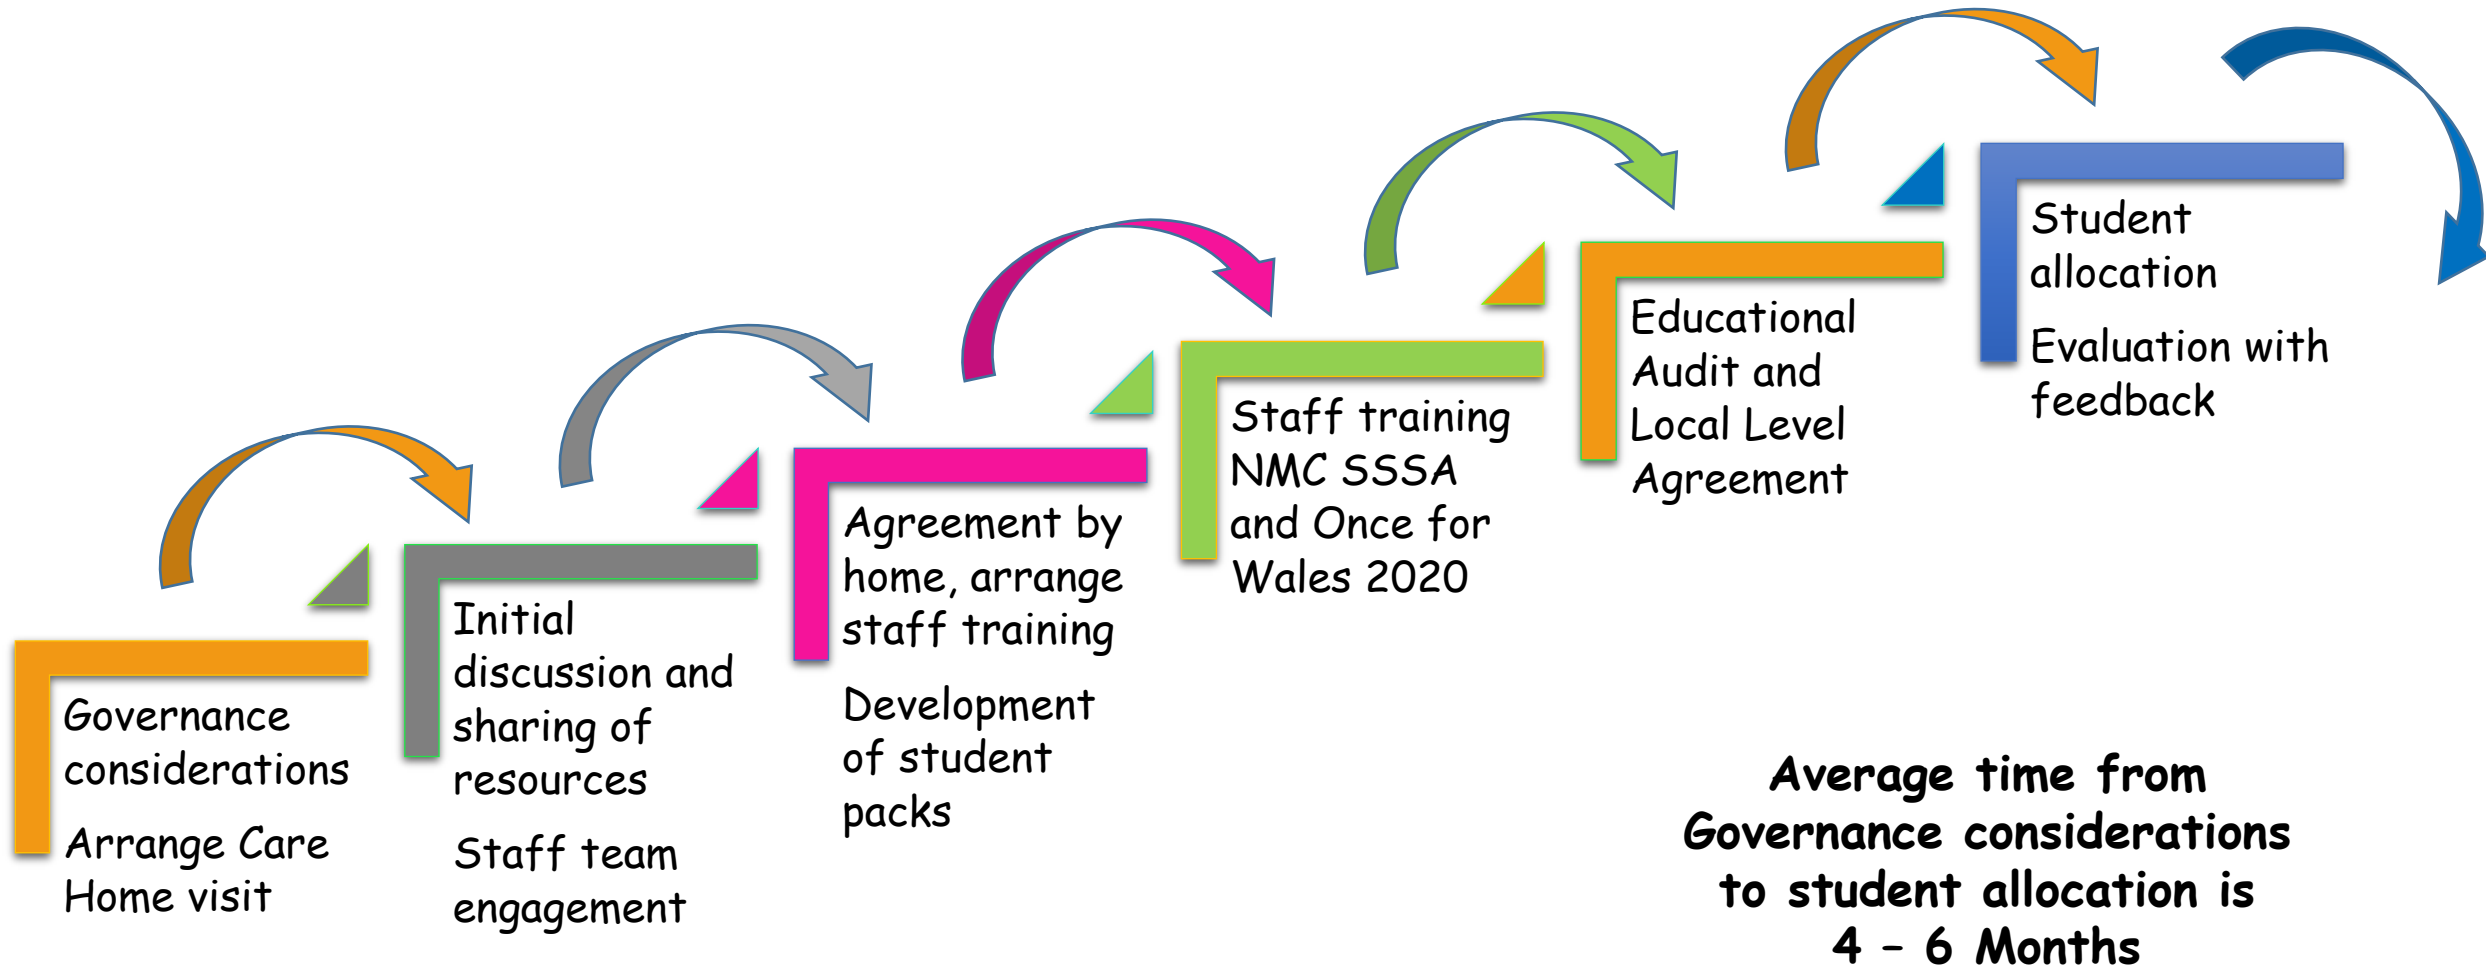 Governance
considerations
Arrange Care
Home visit
Initial
discussion and
sharing of
resources
Staff team
engagement
Agreement by
home, arrange
staff training
Development
of student
packs
Staff training
NMC SSSA
and Once for
Wales 2020
Educational
Audit and
Local Level
Agreement
Student
allocation
Evaluation with
feedback
Average time from
Governance considerations
to student allocation is
4 – 6 Months